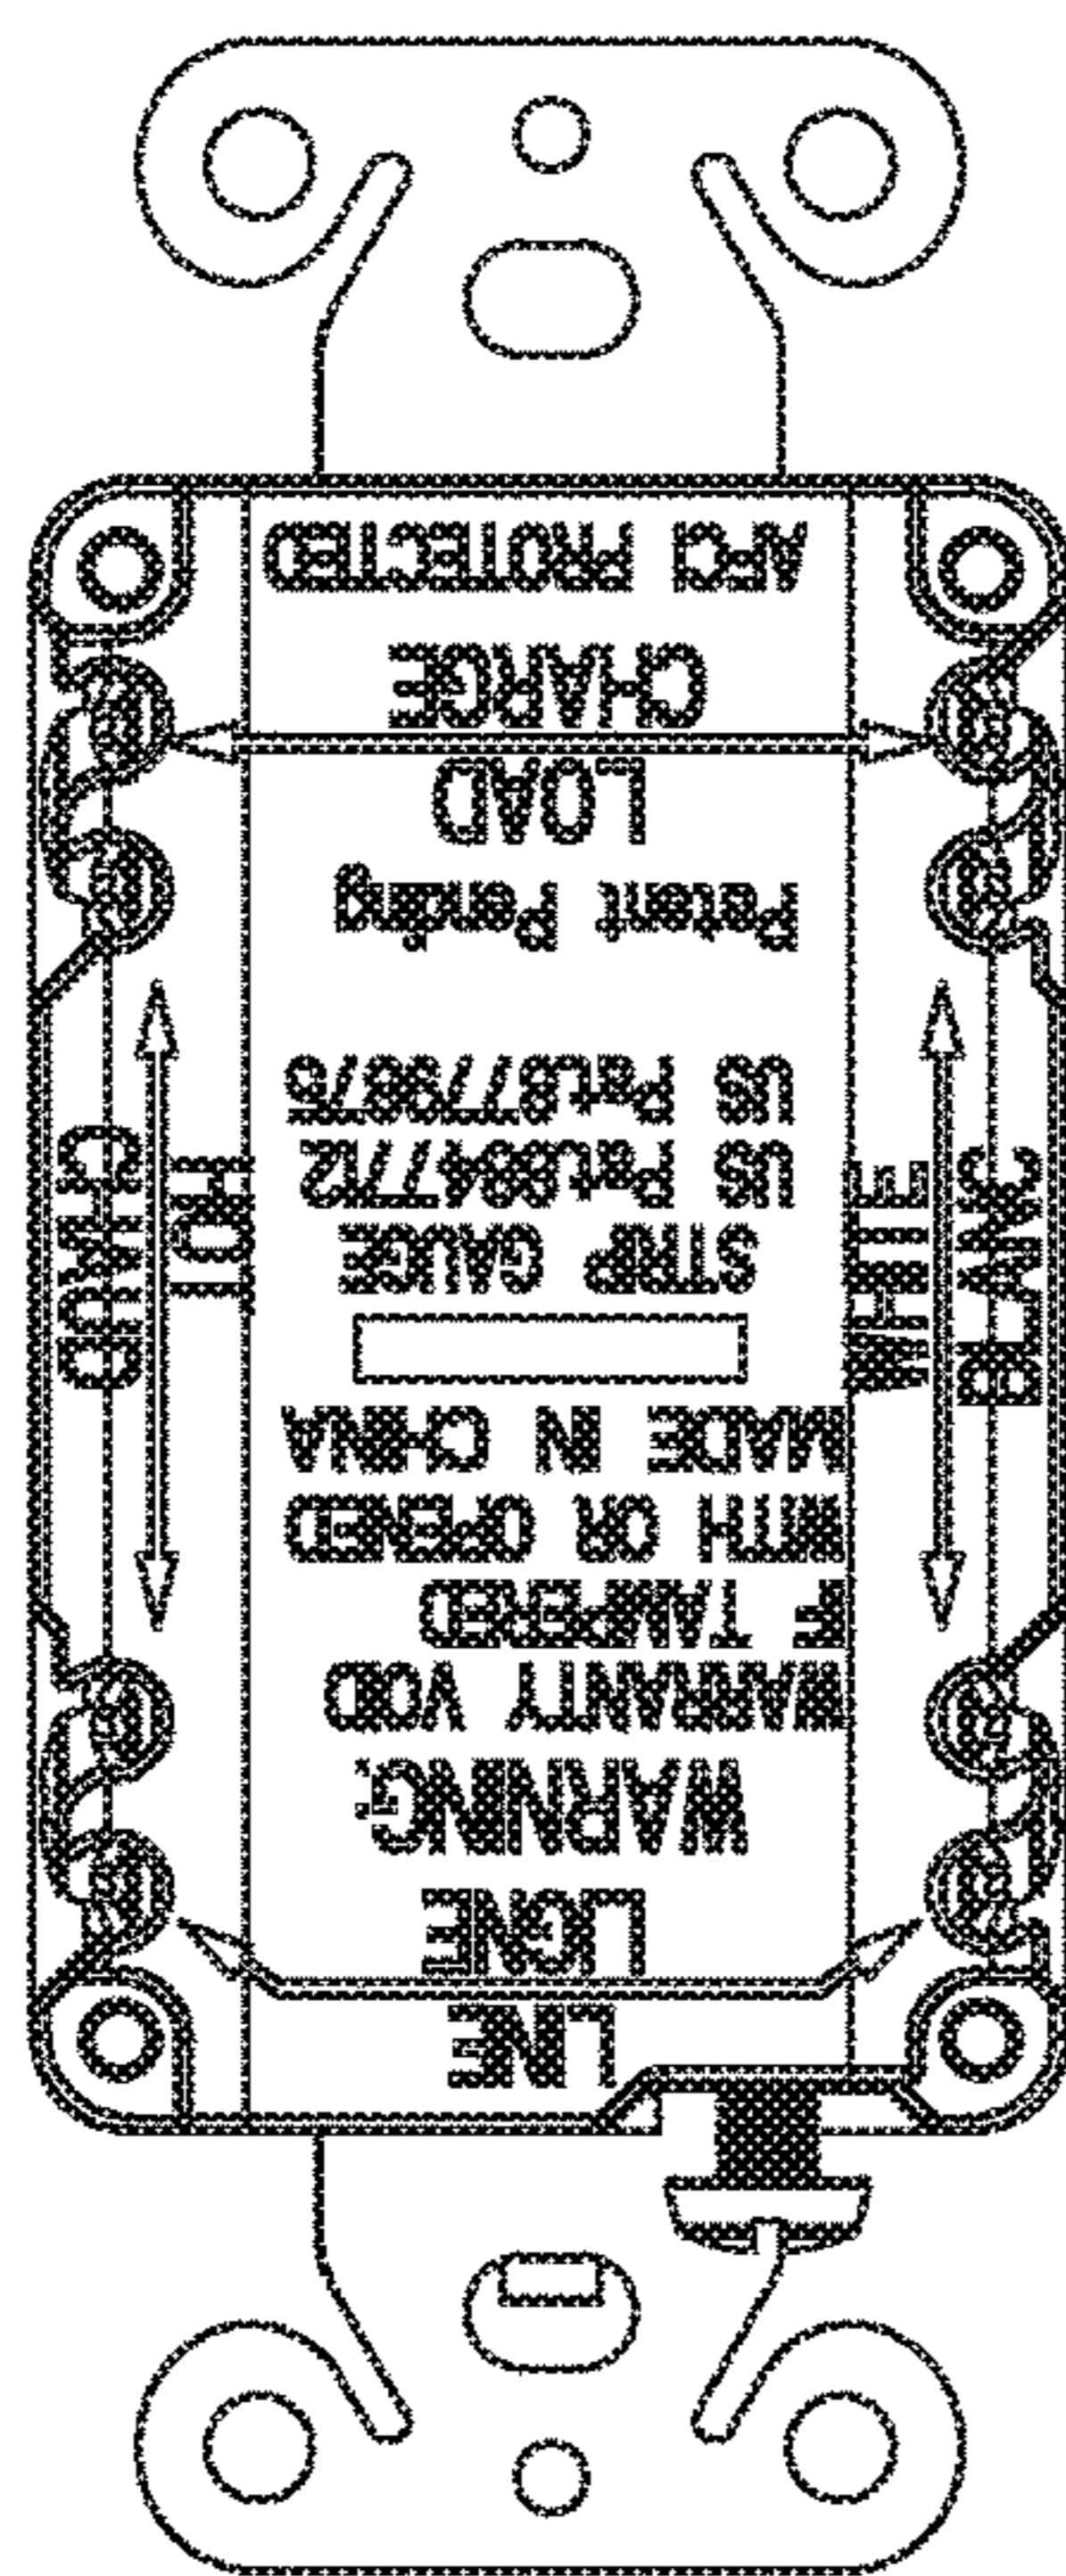 LINE
LIGNE
WARNING:
WARRANTY VOID
IF TAMPERED
WITH OR OPENED
MADE IN CHINA
STRIP GAUGE
US Pat.8847712
US Pat.8779875
Patent Pending
LOAD
CHARGE
AFCI PROTECTED
BLANC
WHITE
HOT
CHAUD